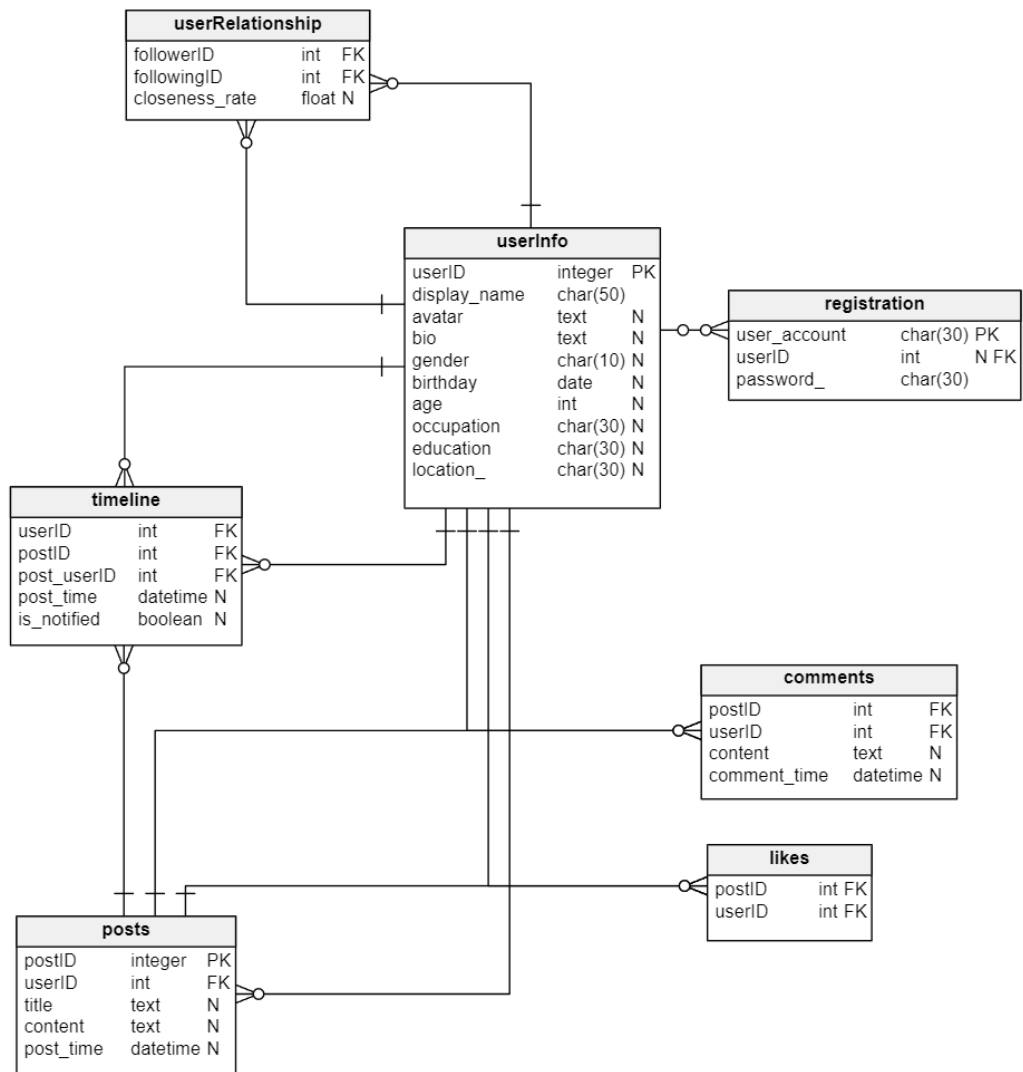 userRelationship
followerID int FK
followingID int FK
closeness_rate float N
userInfo
userID integer PK
display_name char(50)
avatar text N
bio text N
gender char(10) N
birthday date N
age int N
occupation char(30) N
education char(30) N
location_ char(30) N
registration
user_account char(30) PK
userID int N FK
password_ char(30)
timeline
userID int FK
postID int FK
post_userID int FK
post_time datetime N
is_notified boolean N
comments
postID int FK
userID int FK
content text N
comment_time datetime N
likes
postID int FK
userID int FK
posts
postID integer PK
userID int FK
title text N
content text N
post_time datetime N